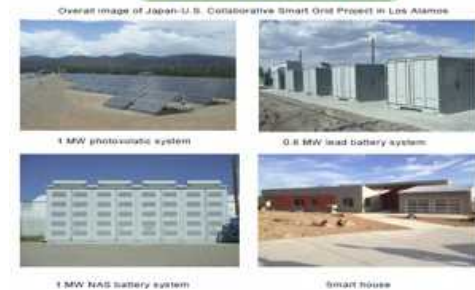 Overall image of Japan-U.S. Collaborative Smart Grid Project in Los Alamos
1 MW photovolatic system
0.8 MW lead battery system
1 MW NAS battery system
Smart house